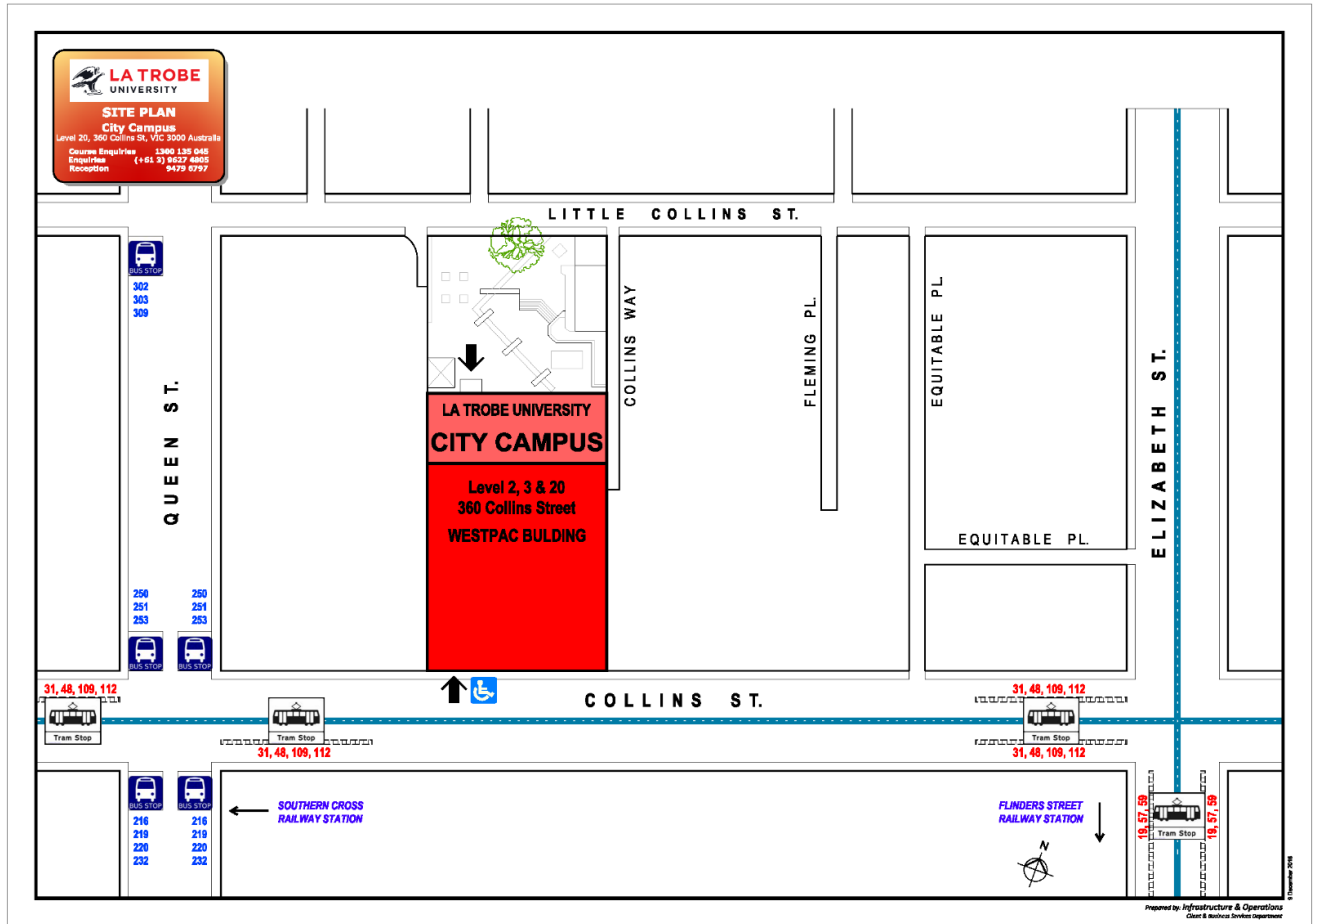 LA TROBE
UNIVERSITY
SITE PLAN
City Campus
Level 20, 360 Collins St, VIC 3000 Australia
Course Enquiries 1300 135 045
Enquiries (+61 3) 9627 4805
Reception 9479 6797
LITTLE COLLINS ST.
BUS STOP
302
303
309
QUEEN ST.
COLLINS WAY
FLEMING PL.
EQUITABLE PL.
ELIZABETH ST.
LA TROBE UNIVERSITY
CITY CAMPUS
Level 2, 3 & 20
360 Collins Street
WESTPAC BULDING
EQUITABLE PL.
250 250
251 251
253 253
BUS STOP BUS STOP
31, 48, 109, 112
Tram Stop
Tram Stop
31, 48, 109, 112
COLLINS ST.
31, 48, 109, 112
Tram Stop
31, 48, 109, 112
BUS STOP BUS STOP
216 216
219 219
220 220
232 232
SOUTHERN CROSS
RAILWAY STATION
FLINDERS STREET
RAILWAY STATION
N
19, 57, 59
Tram Stop
19, 57, 59
Prepared by: Infrastructure & Operations
Client & Business Services Department